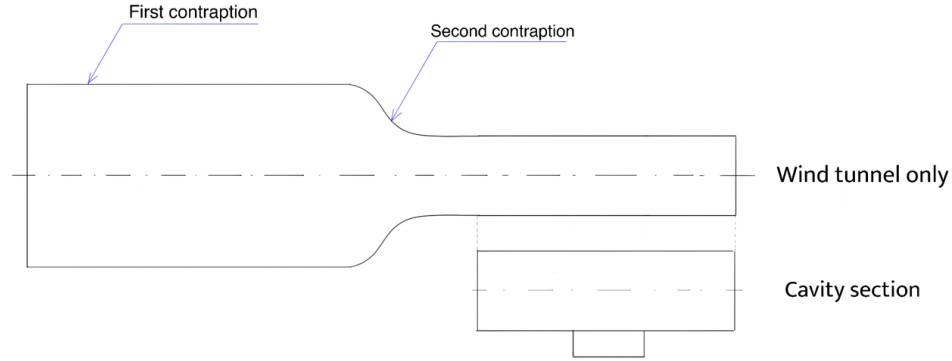 First contraption
Second contraption
Wind tunnel only
Cavity section